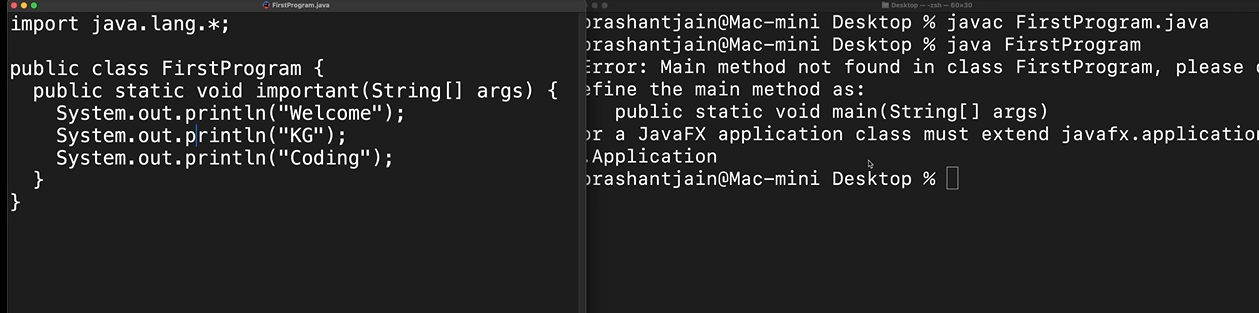 FirstProgram.java
import java.lang.*;
public class FirstProgram {
public static void important(String[] args) {
System.out.println("Welcome");
System.out.println("KG");
System.out.println("Coding");
}
}
Desktop — -zsh — 60×30
prashantjain@Mac-mini Desktop % javac FirstProgram.java
prashantjain@Mac-mini Desktop % java FirstProgram
Error: Main method not found in class FirstProgram, please d
efine the main method as:
public static void main(String[] args)
or a JavaFX application class must extend javafx.application
.Application
prashantjain@Mac-mini Desktop %